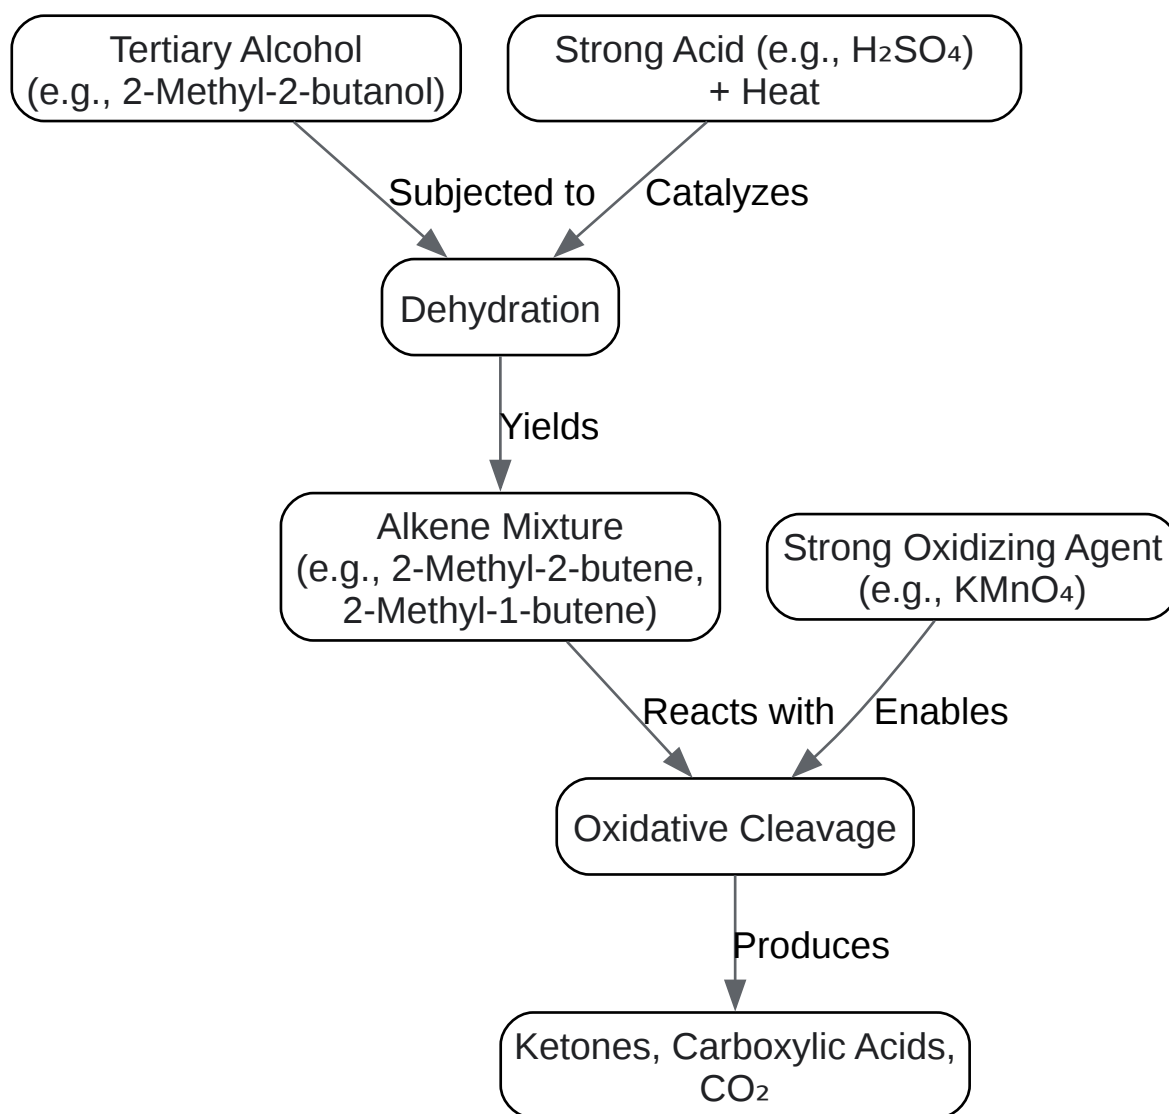 Tertiary Alcohol
(e.g., 2-Methyl-2-butanol)
Strong Acid (e.g., H₂SO₄)
+ Heat
Subjected to
Catalyzes
Dehydration
Yields
Alkene Mixture
(e.g., 2-Methyl-2-butene,
2-Methyl-1-butene)
Strong Oxidizing Agent
(e.g., KMnO₄)
Reacts with
Enables
Oxidative Cleavage
Produces
Ketones, Carboxylic Acids,
CO₂